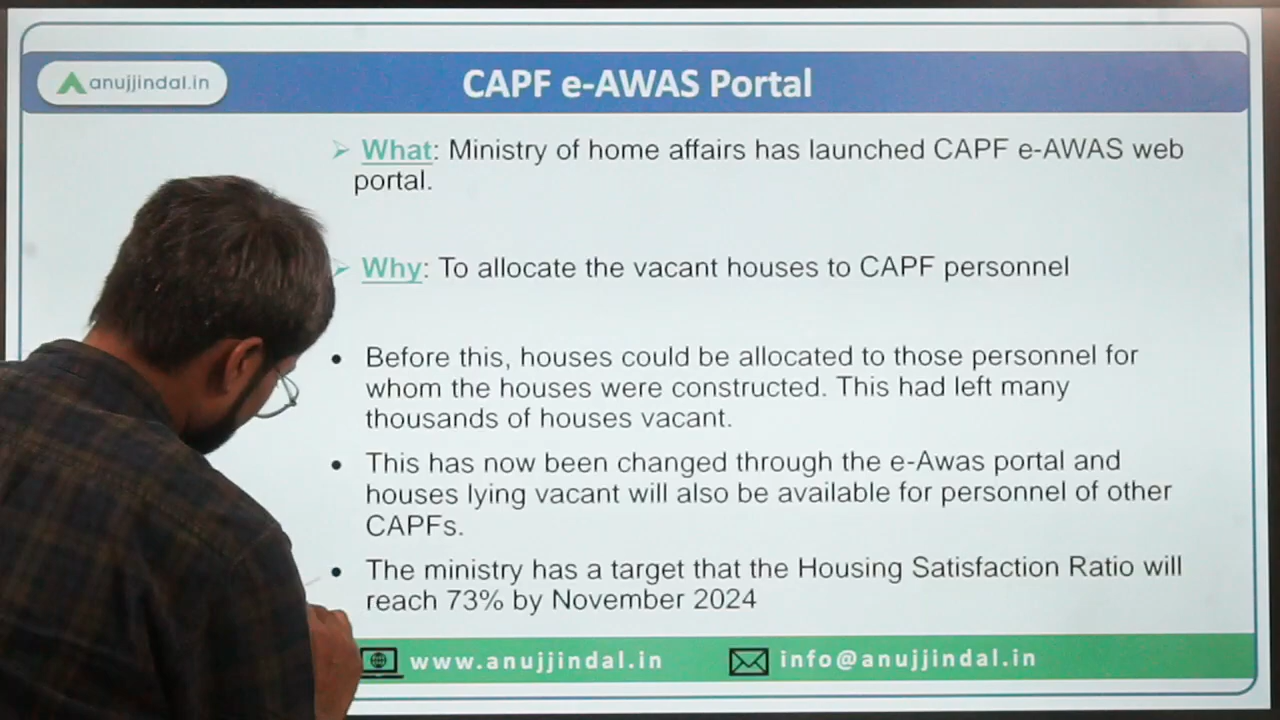 anujjindal.in
CAPF e-AWAS Portal
What: Ministry of home affairs has launched CAPF e-AWAS web
portal.
Why: To allocate the vacant houses to CAPF personnel
Before this, houses could be allocated to those personnel for
whom the houses were constructed. This had left many
thousands of houses vacant.
This has now been changed through the e-Awas portal and
houses lying vacant will also be available for personnel of other
CAPFs.
The ministry has a target that the Housing Satisfaction Ratio will
reach 73% by November 2024
www.anujjindal.in
info@anujjindal.in